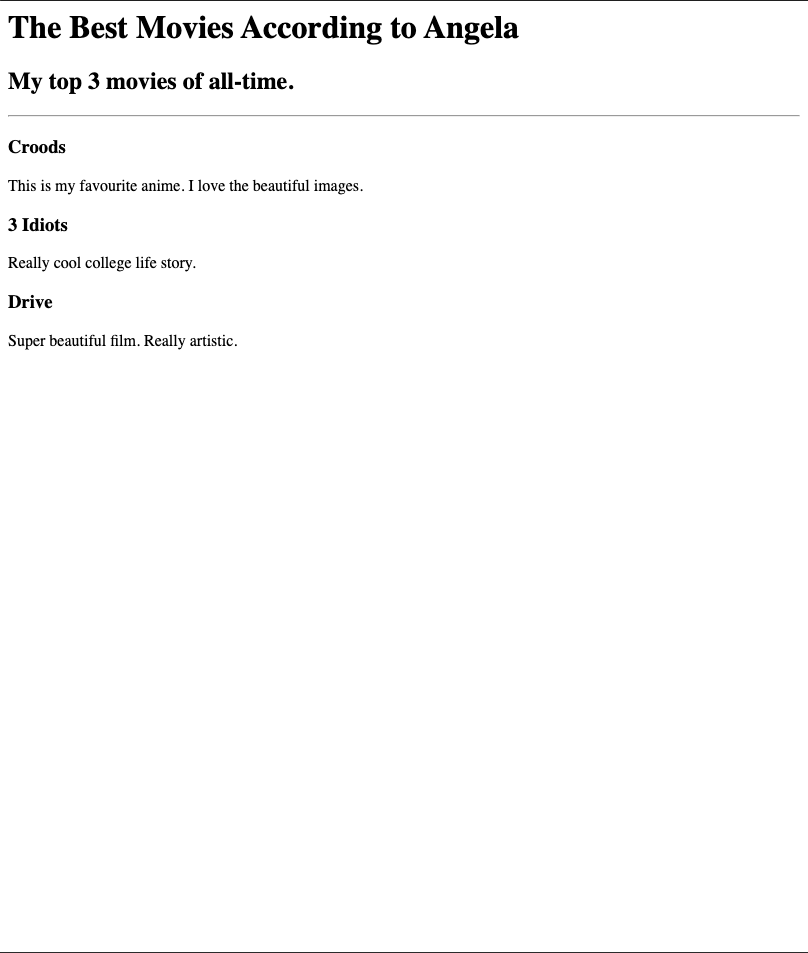 The Best Movies According to Angela
My top 3 movies of all-time.
Croods
This is my favourite anime. I love the beautiful images.
3 Idiots
Really cool college life story.
Drive
Super beautiful film. Really artistic.